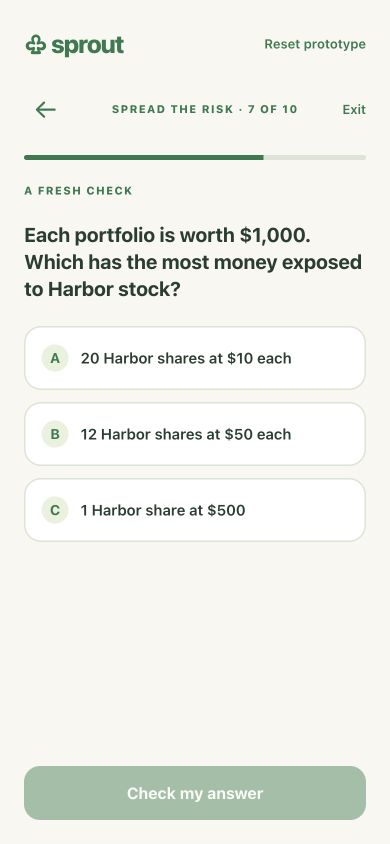 sprout
Reset prototype
SPREAD THE RISK · 7 OF 10
Exit
A FRESH CHECK
Each portfolio is worth $1,000.
Which has the most money exposed
to Harbor stock?
A
20 Harbor shares at $10 each
B
12 Harbor shares at $50 each
C
1 Harbor share at $500
Check my answer